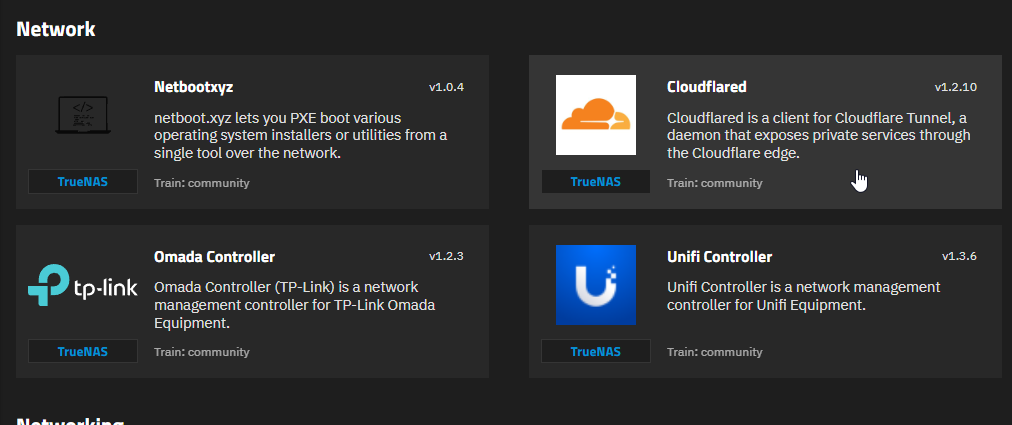 Network
Netbootxyz
v1.0.4
netboot.xyz lets you PXE boot various
operating system installers or utilities from a
single tool over the network.
TrueNAS
Train: community
Cloudflared
v1.2.10
Cloudflared is a client for Cloudflare Tunnel, a
daemon that exposes private services through
the Cloudflare edge.
TrueNAS
Train: community
tp-link
Omada Controller
v1.2.3
Omada Controller (TP-Link) is a network
management controller for TP-Link Omada
Equipment.
TrueNAS
Train: community
Unifi Controller
v1.3.6
Unifi Controller is a network management
controller for Unifi Equipment.
TrueNAS
Train: community
Networking